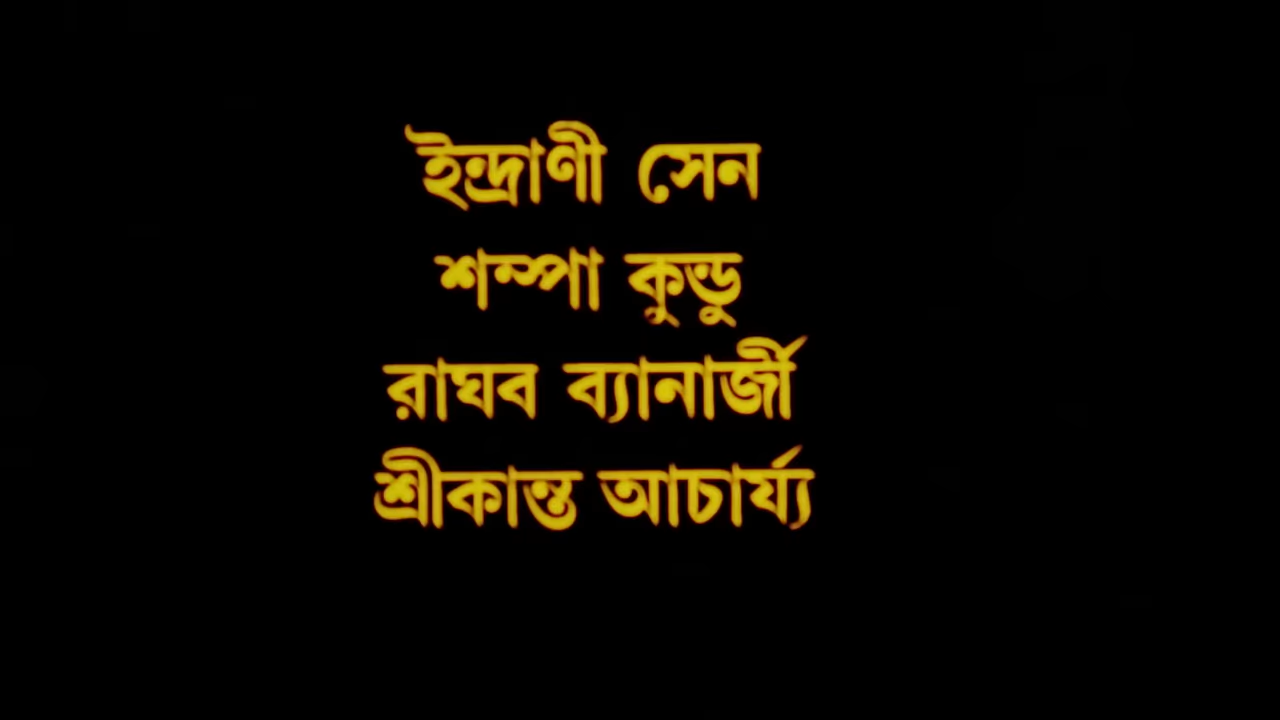 ইন্দ্রাণী সেন
শম্পা কুন্ডু
রাঘব ব্যানার্জী
শ্রীকান্ত আচার্য্য